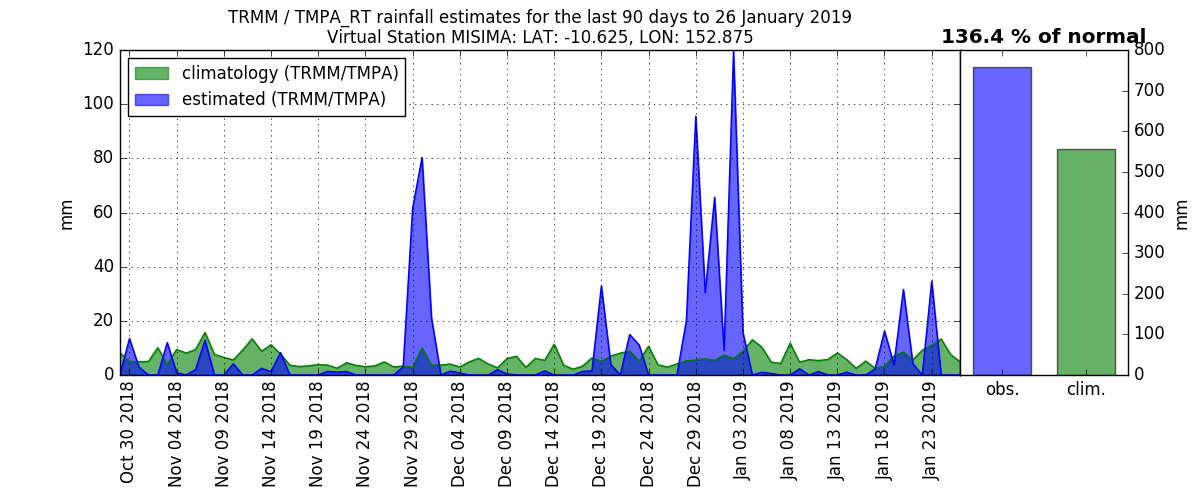 TRMM / TMPA_RT rainfall estimates for the last 90 days to 26 January 2019
Virtual Station MISIMA: LAT: -10.625, LON: 152.875
136.4 % of normal
climatology (TRMM/TMPA)
estimated (TRMM/TMPA)
120
100
80
60
40
20
0
mm
Oct 30 2018
Nov 04 2018
Nov 09 2018
Nov 14 2018
Nov 19 2018
Nov 24 2018
Nov 29 2018
Dec 04 2018
Dec 09 2018
Dec 14 2018
Dec 19 2018
Dec 24 2018
Dec 29 2018
Jan 03 2019
Jan 08 2019
Jan 13 2019
Jan 18 2019
Jan 23 2019
800
700
600
500
400
300
200
100
0
mm
obs.
clim.